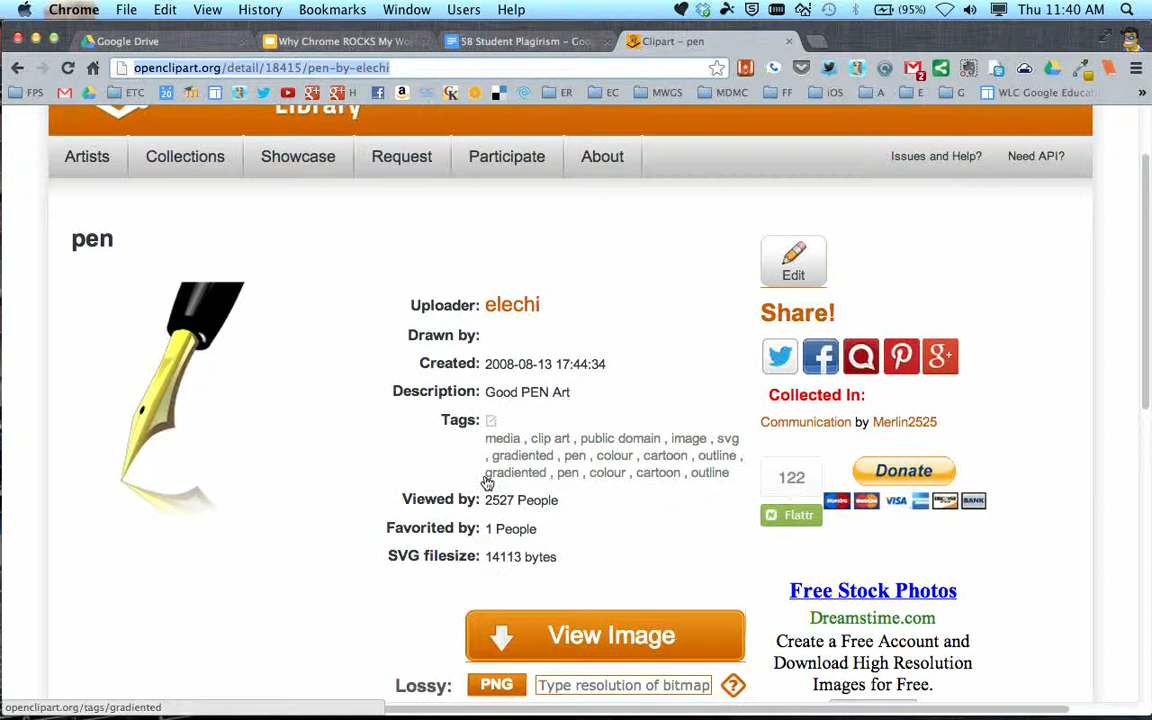 Chrome File Edit View History Bookmarks Window Users Help (95%) Thu 11:40 AM
Google Drive Why Chrome ROCKS My Wo 5B Student Plagirism - Goo Clipart - pen
openclipart.org/detail/18415/pen-by-elechi
FPS ETC 20 H ER EC MWGS MDMC FF iOS A E G WLC Google Educat »
LIBRARY
Artists Collections Showcase Request Participate About Issues and Help? Need API?
pen
Edit
Uploader: elechi
Share!
Drawn by:
Created: 2008-08-13 17:44:34
Description: Good PEN Art
Collected In:
Tags:
Communication by Merlin2525
media , clip art , public domain , image , svg
, gradiented , pen , colour , cartoon , outline ,
gradiented , pen , colour , cartoon , outline
122 Donate
Viewed by: 2527 People
VISA BANK
Flattr
Favorited by: 1 People
SVG filesize: 14113 bytes
Free Stock Photos
Dreamstime.com
View Image
Create a Free Account and
Download High Resolution
Images for Free.
Lossy: PNG Type resolution of bitmap ?
openclipart.org/tags/gradiented